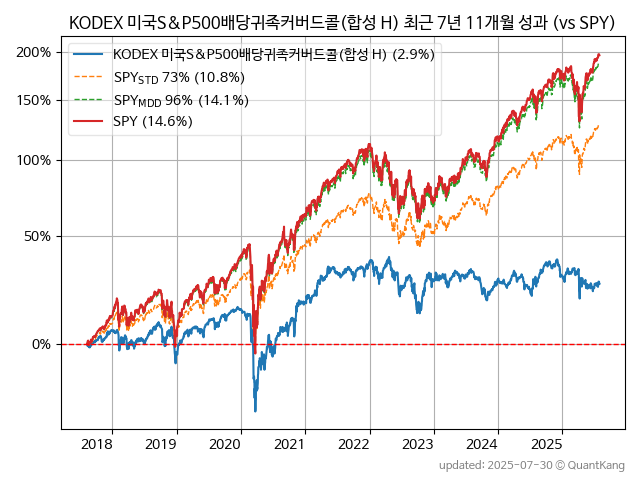 KODEX 미국S&P500배당귀족커버드콜(합성 H) 최근 7년 11개월 성과 (vs SPY)
KODEX 미국S&P500배당귀족커버드콜(합성 H) (2.9%)
SPYSTD 73% (10.8%)
SPYMDD 96% (14.1%)
SPY (14.6%)
200%
150%
100%
50%
0%
2018 2019 2020 2021 2022 2023 2024 2025
updated: 2025-07-30 © QuantKang